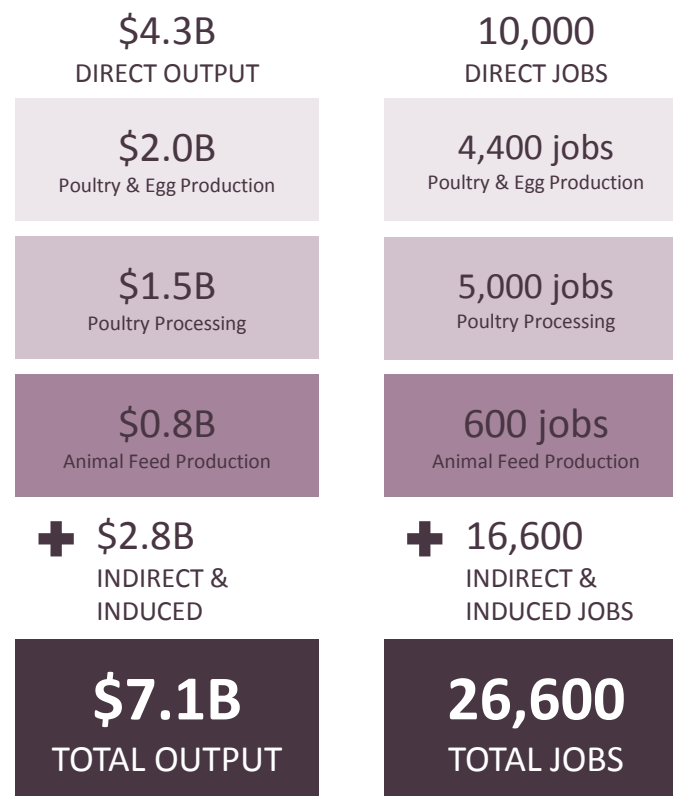 $4.3B
DIRECT OUTPUT
$2.0B
Poultry & Egg Production
$1.5B
Poultry Processing
$0.8B
Animal Feed Production
$2.8B
INDIRECT &
INDUCED
$7.1B
TOTAL OUTPUT
10,000
DIRECT JOBS
4,400 jobs
Poultry & Egg Production
5,000 jobs
Poultry Processing
600 jobs
Animal Feed Production
16,600
INDIRECT &
INDUCED JOBS
26,600
TOTAL JOBS